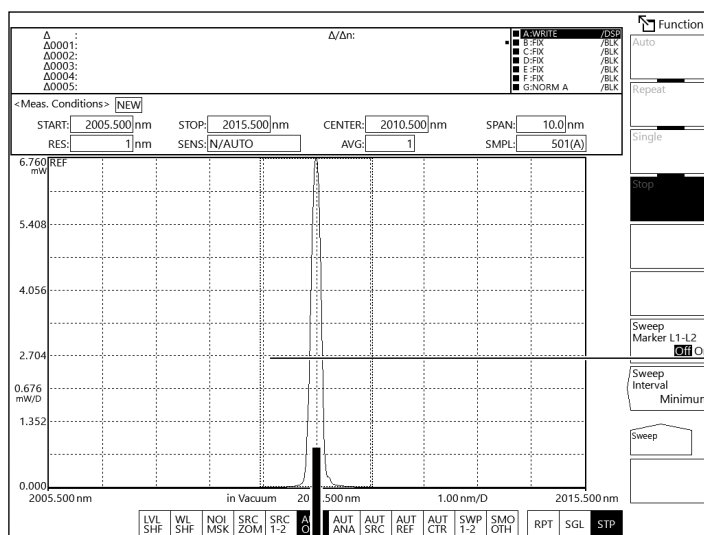 Function
Δ :
Δ0001:
Δ0002:
Δ0003:
Δ0004:
Δ0005:
Δ/Δn:
A:WRITE /DSP
B:FIX /BLK
C:FIX /BLK
D:FIX /BLK
E:FIX /BLK
F:FIX /BLK
G:NORM A /BLK
<Meas. Conditions> NEW
START: 2005.500 nm STOP: 2015.500 nm CENTER: 2010.500 nm SPAN: 10.0 nm
RES: 1 nm SENS: N/AUTO AVG: 1 SMPL: 501(A)
6.760 REF
mW
5.408
4.056
2.704
0.676
mW/D
1.352
0.000
2005.500 nm in Vacuum 20 .500nm 1.00 nm/D 2015.500 nm
LVL SHF
WL SHF
NOI MSK
SRC ZOM
SRC 1-2
AUT ANA
AUT SRC
AUT REF
AUT CTR
SWP 1-2
SMO OTH
RPT
SGL
STP
Auto
Repeat
Single
Stop
Sweep
Marker L1-L2
Off
Sweep
Interval
Minimum
Sweep